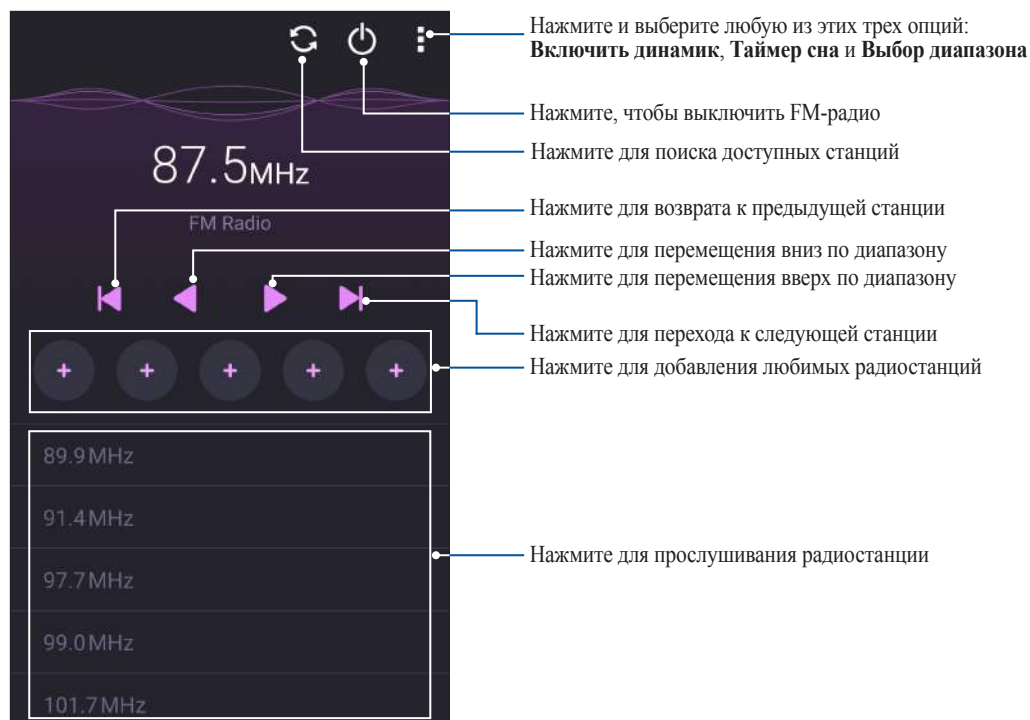 Нажмите и выберите любую из этих трех опций:
Включить динамик, Таймер сна и Выбор диапазона
Нажмите, чтобы выключить FM-радио
Нажмите для поиска доступных станций
87.5MHz
FM Radio
Нажмите для возврата к предыдущей станции
Нажмите для перемещения вниз по диапазону
Нажмите для перемещения вверх по диапазону
Нажмите для перехода к следующей станции
Нажмите для добавления любимых радиостанций
+ + + + +
89.9MHz
91.4MHz
97.7MHz
Нажмите для прослушивания радиостанции
99.0MHz
101.7MHz